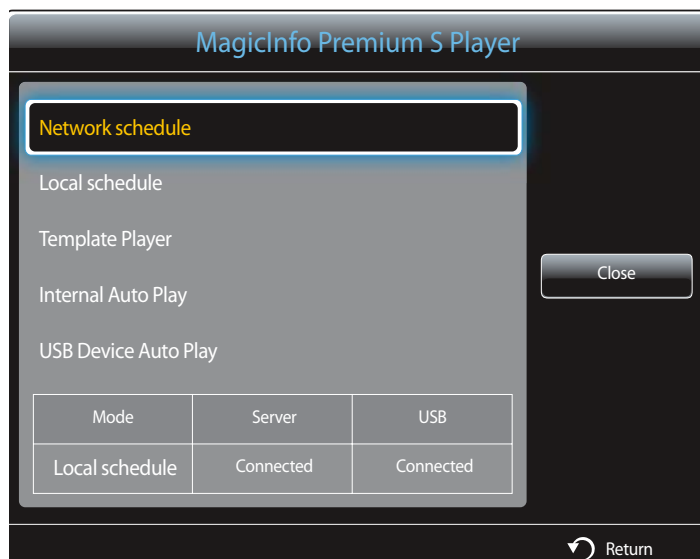 MagicInfo Premium S Player
Network schedule
Local schedule
Template Player
Internal Auto Play
USB Device Auto Play
Close
Mode Server USB
Local schedule Connected Connected
Return